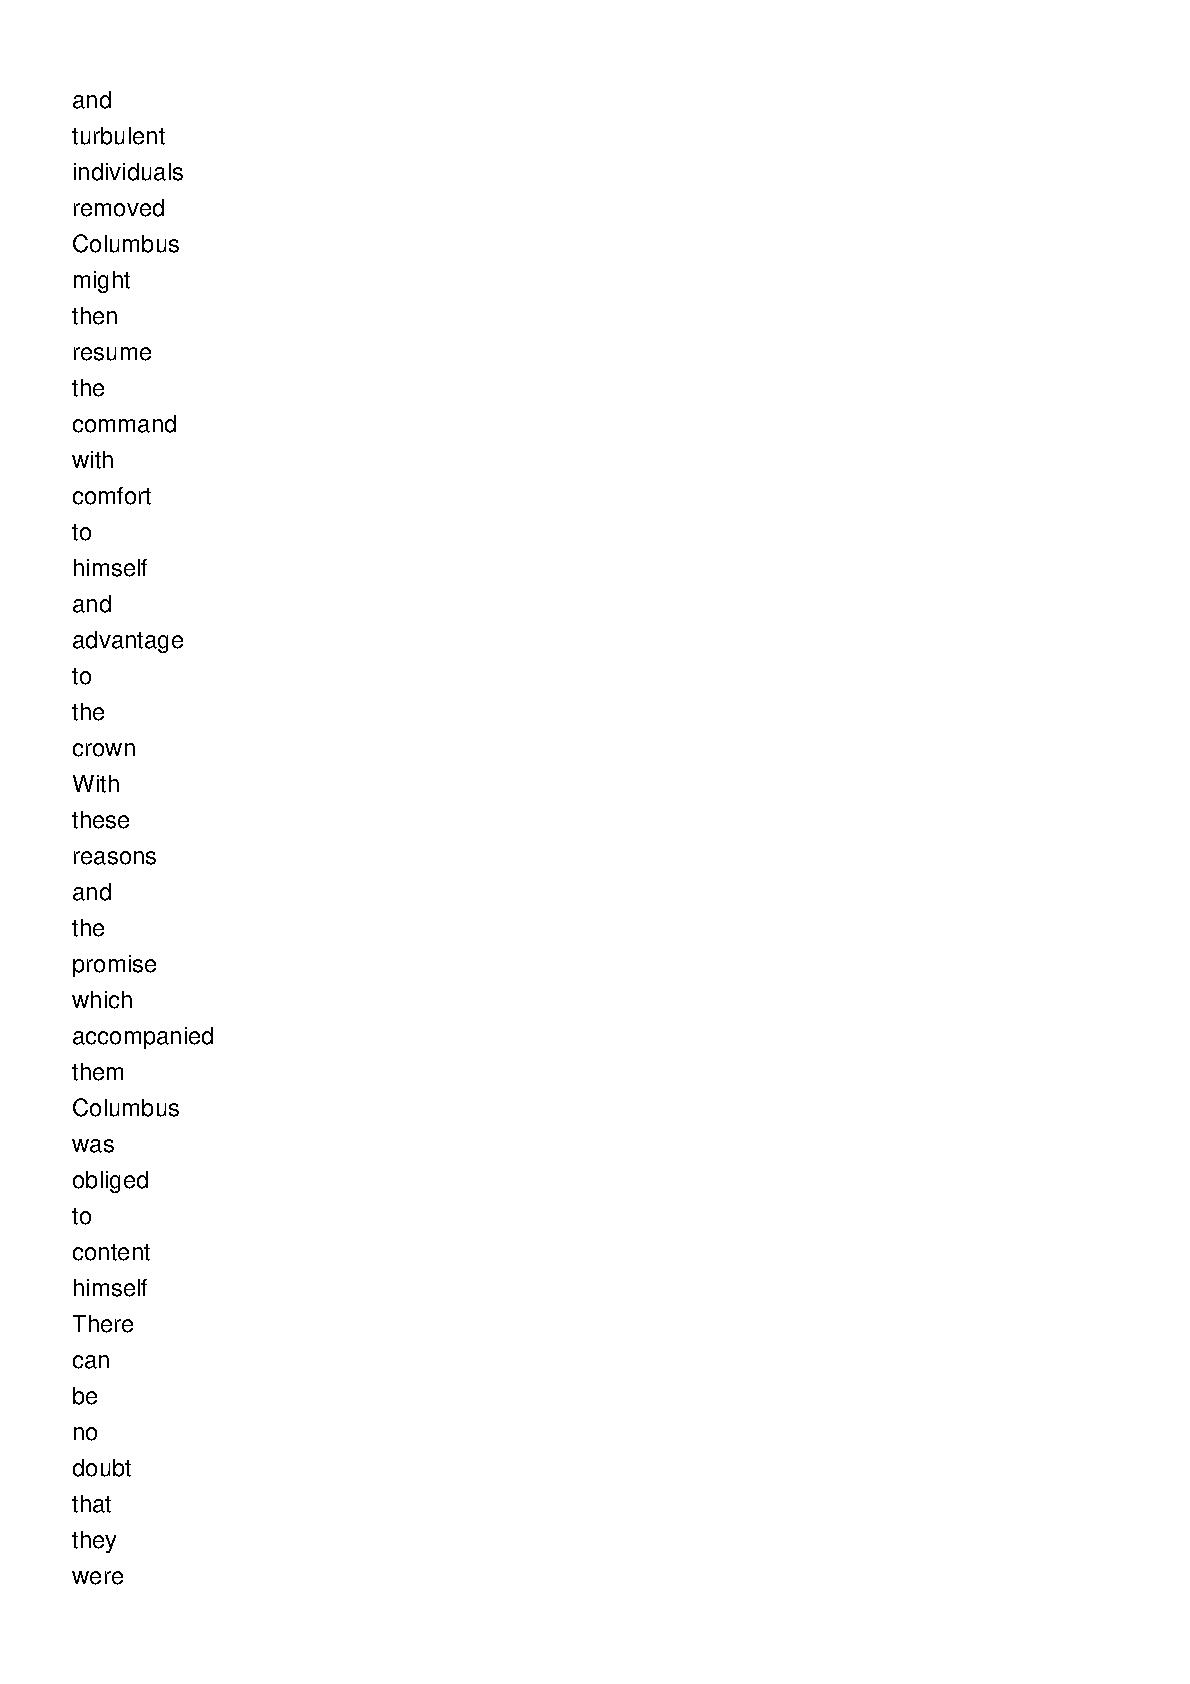 and
turbulent
individuals
removed
Columbus
might
then
resume
the
command
with
comfort
to
himself
and
advantage
to
the
crown
With
these
reasons
and
the
promise
which
accompanied
them
Columbus
was
obliged
to
content
himself
There
can
be
no
doubt
that
they
were